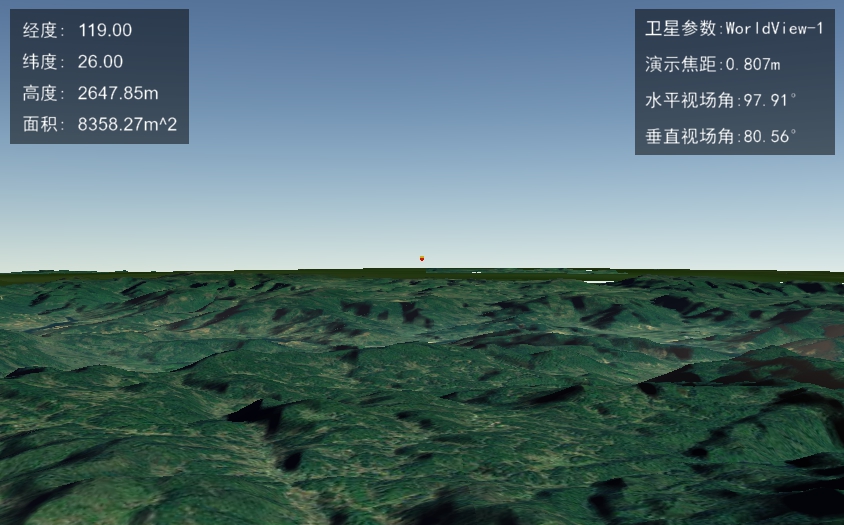 经度: 119.00
纬度: 26.00
高度: 2647.85m
面积: 8358.27m^2
卫星参数:WorldView-1
演示焦距:0.807m
水平视场角:97.91°
垂直视场角:80.56°